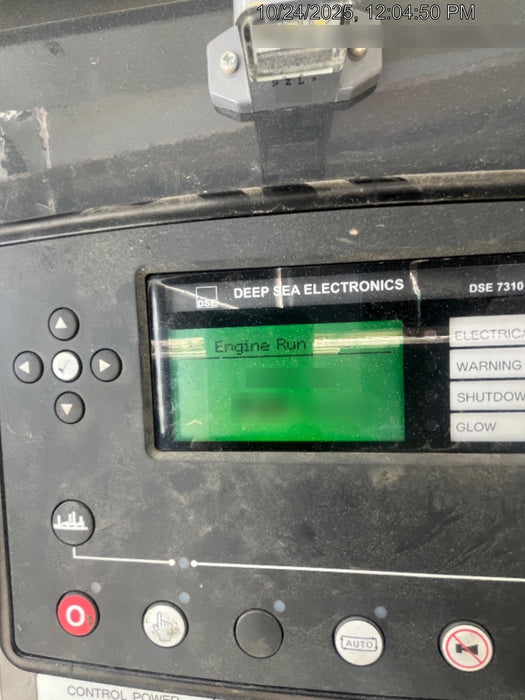 10/24/2025, 12:04:50 PM
DSE
DEEP SEA ELECTRONICS
DSE 7310
Engine Run
ELECTRICA
WARNING
SHUTDOW
GLOW
O
AUTO
CONTROL POWER